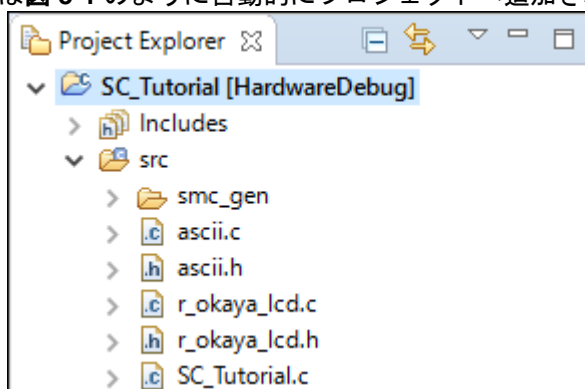 Project Explorer
SC_Tutorial [HardwareDebug]
Includes
src
smc_gen
ascii.c
ascii.h
r_okaya_lcd.c
r_okaya_lcd.h
SC_Tutorial.c